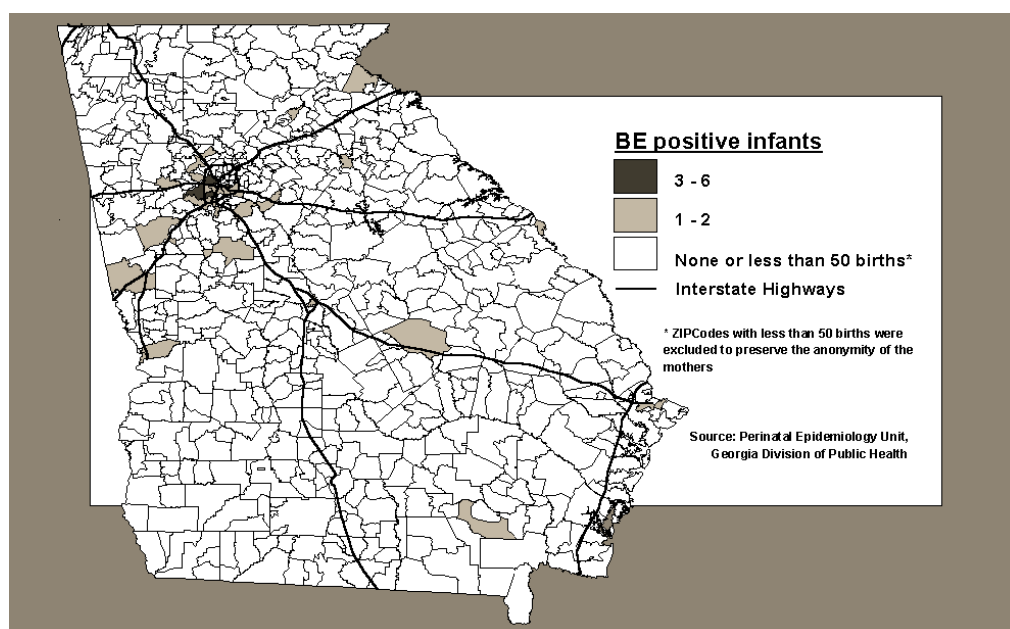 BE positive infants
3 - 6
1 - 2
None or less than 50 births*
Interstate Highways
* ZIPCodes with less than 50 births were
excluded to preserve the anonymity of the
mothers
Source: Perinatal Epidemiology Unit,
Georgia Division of Public Health